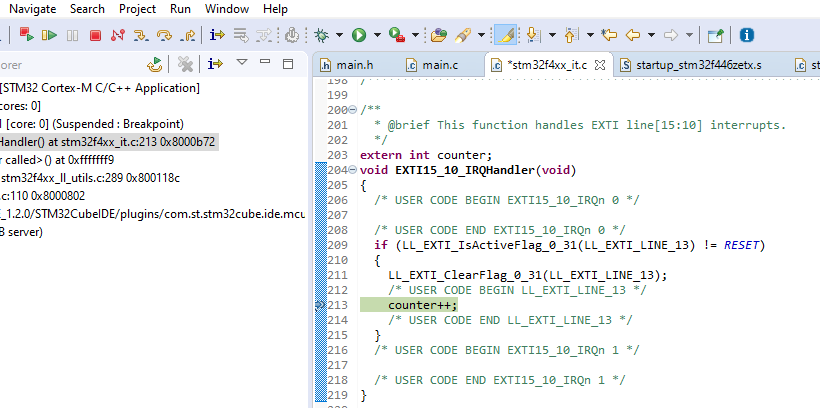 Navigate Search Project Run Window Help
orer
main.h main.c *stm32f4xx_it.c startup_stm32f446zetx.s st
[STM32 Cortex-M C/C++ Application]
cores: 0]
[core: 0] (Suspended : Breakpoint)
Handler() at stm32f4xx_it.c:213 0x8000b72
r called>() at 0xfffffff9
stm32f4xx_ll_utils.c:289 0x800118c
.c:110 0x8000802
E_1.2.0/STM32CubeIDE/plugins/com.st.stm32cube.ide.mcu
B server)
198 /
199
200 /**
201 * @brief This function handles EXTI line[15:10] interrupts.
202 */
203 extern int counter;
204 void EXTI15_10_IRQHandler(void)
205 {
206 /* USER CODE BEGIN EXTI15_10_IRQn 0 */
207
208 /* USER CODE END EXTI15_10_IRQn 0 */
209 if (LL_EXTI_IsActiveFlag_0_31(LL_EXTI_LINE_13) != RESET)
210 {
211 LL_EXTI_ClearFlag_0_31(LL_EXTI_LINE_13);
212 /* USER CODE BEGIN LL_EXTI_LINE_13 */
213 counter++;
214 /* USER CODE END LL_EXTI_LINE_13 */
215 }
216 /* USER CODE BEGIN EXTI15_10_IRQn 1 */
217
218 /* USER CODE END EXTI15_10_IRQn 1 */
219 }